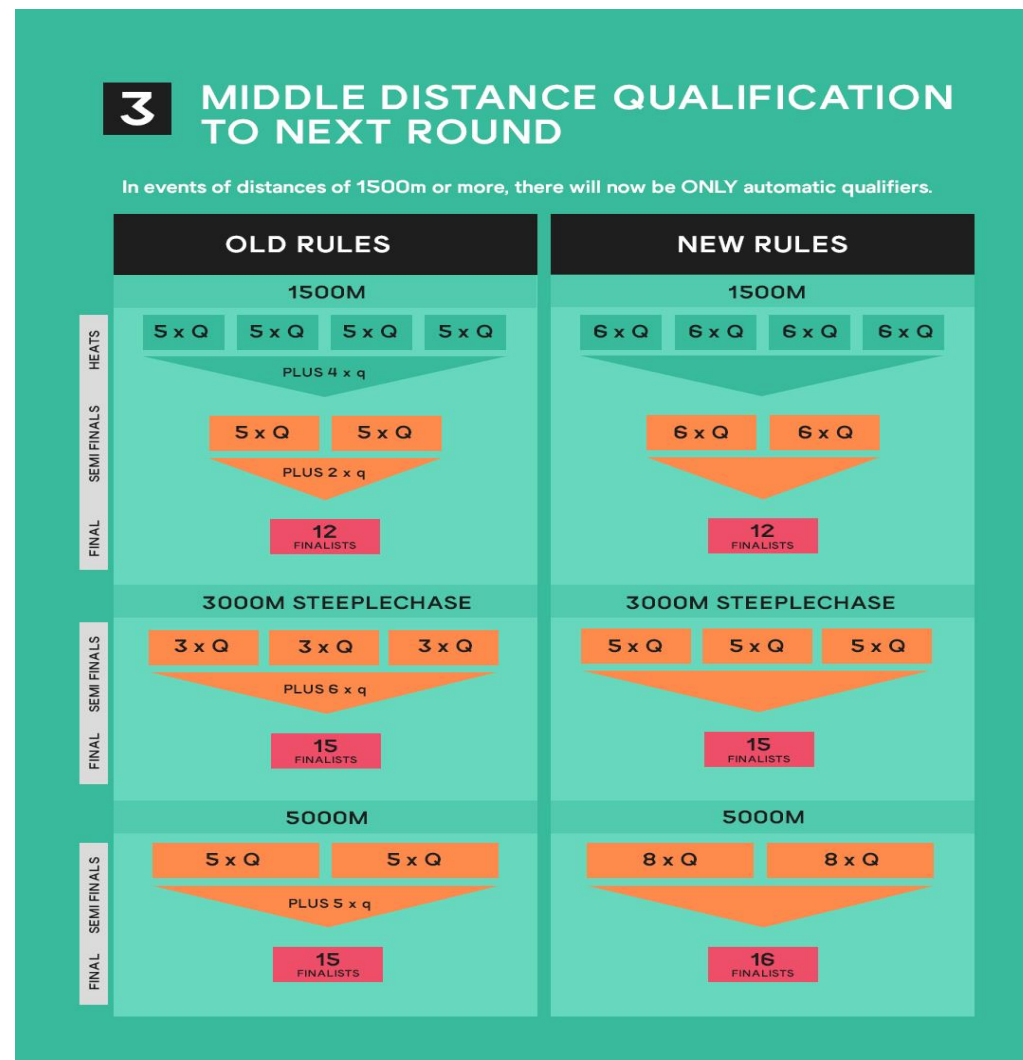 3
MIDDLE DISTANCE QUALIFICATION
TO NEXT ROUND
In events of distances of 1500m or more, there will now be ONLY automatic qualifiers.
OLD RULES
1500M
HEATS
5 x Q 5 x Q 5 x Q 5 x Q
PLUS 4 x q
SEMI FINALS
5 x Q 5 x Q
PLUS 2 x q
FINAL
12
FINALISTS
3000M STEEPLECHASE
SEMI FINALS
3 x Q 3 x Q 3 x Q
PLUS 6 x q
FINAL
15
FINALISTS
5000M
SEMI FINALS
5 x Q 5 x Q
PLUS 5 x q
FINAL
15
FINALISTS
NEW RULES
1500M
6 x Q 6 x Q 6 x Q 6 x Q
6 x Q 6 x Q
12
FINALISTS
3000M STEEPLECHASE
5 x Q 5 x Q 5 x Q
15
FINALISTS
5000M
8 x Q 8 x Q
16
FINALISTS